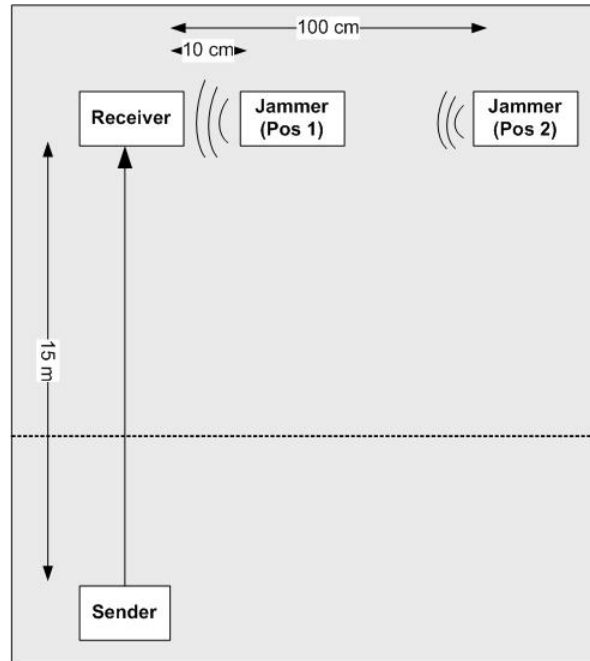 100 cm
10 cm
Receiver
Jammer
(Pos 1)
Jammer
(Pos 2)
15 m
Sender